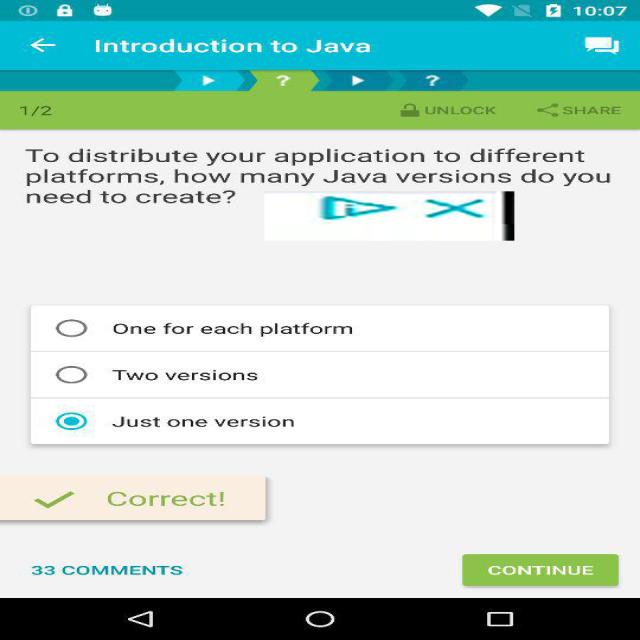 10:07
Introduction to Java
?
?
1/2
UNLOCK
SHARE
To distribute your application to different
platforms, how many Java versions do you
need to create?
One for each platform
Two versions
Just one version
Correct!
33 COMMENTS
CONTINUE